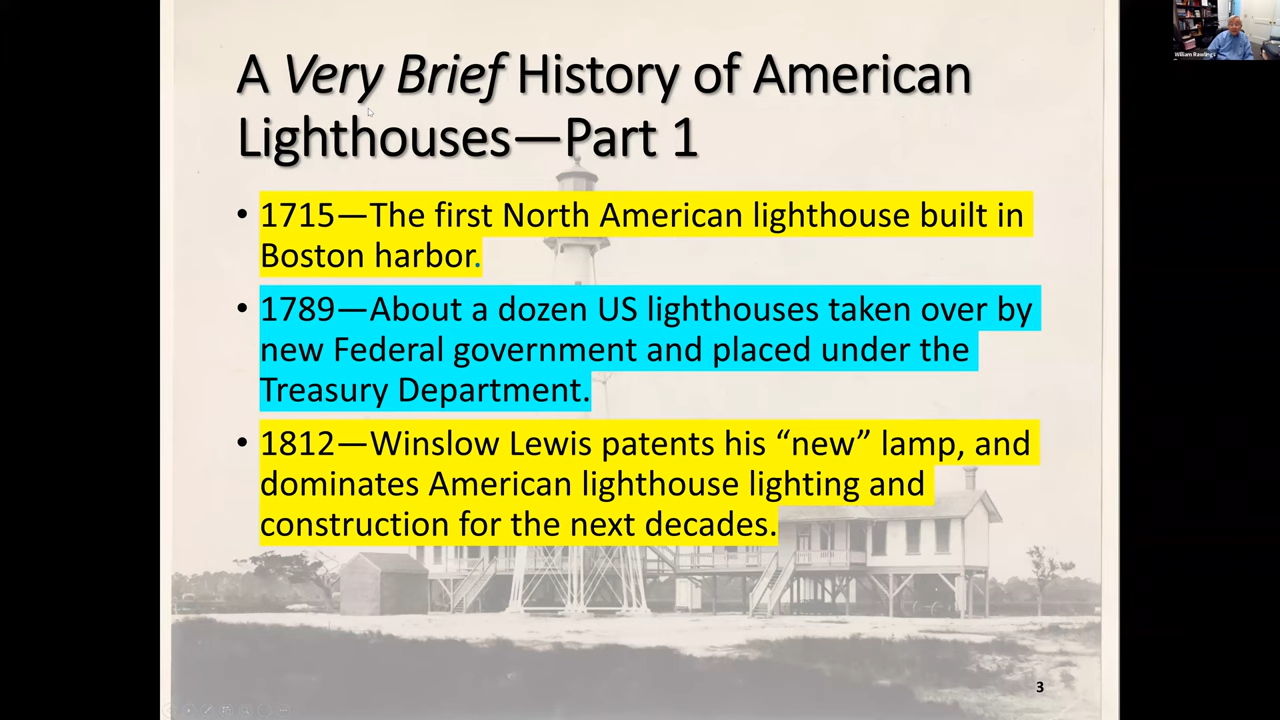 William Rawlings
A Very Brief History of American
Lighthouses—Part 1
• 1715—The first North American lighthouse built in
Boston harbor.
• 1789—About a dozen US lighthouses taken over by
new Federal government and placed under the
Treasury Department.
• 1812—Winslow Lewis patents his “new” lamp, and
dominates American lighthouse lighting and
construction for the next decades.
3